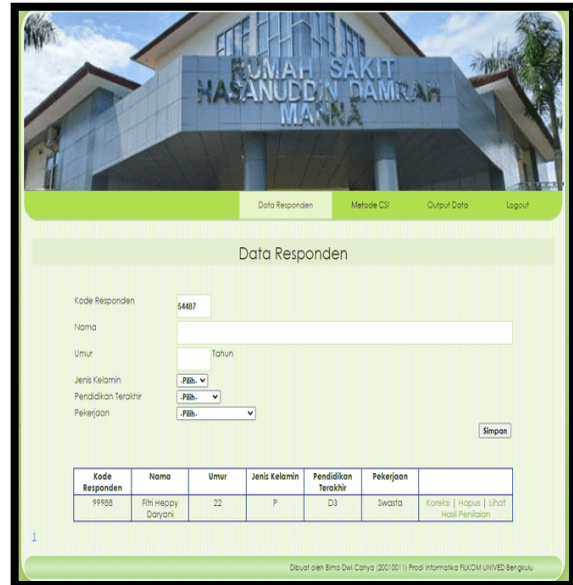 RUMAH SAKIT
HASANUDDIN DAMRAH
MANNA
Data Responden Metode CSI Output Data Logout
Data Responden
Kode Responden 54487
Nama
Umur Tahun
Jenis Kelamin -Pilih-
Pendidikan Terakhir -Pilih-
Pekerjaan -Pilih-
Simpan
Kode Responden Nama Umur Jenis Kelamin Pendidikan Terakhir Pekerjaan
99988 Fitri Heppy Daryani 22 P D3 Swasta Koreksi | Hapus | Lihat Hasil Penilaian
1
Dibuat oleh Bima Dwi Cahya (20010011) Prodi Informatika FILKOM UNIVED Bengkulu